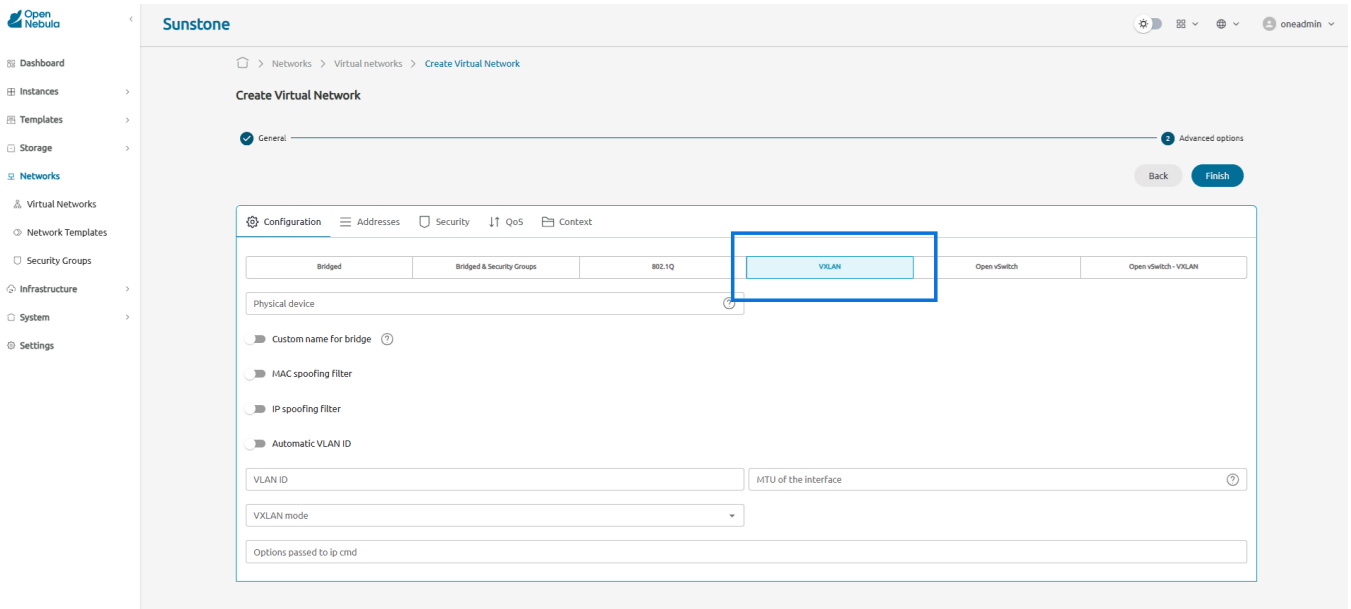 Open
Nebula
Sunstone
oneadmin
Dashboard
Instances
Templates
Storage
Networks
Virtual Networks
Network Templates
Security Groups
Infrastructure
System
Settings
Networks > Virtual networks > Create Virtual Network
Create Virtual Network
General
2 Advanced options
Back Finish
Configuration Addresses Security QoS Context
Bridged Bridged & Security Groups 802.1Q VXLAN Open vSwitch Open vSwitch - VXLAN
Physical device
Custom name for bridge
MAC spoofing filter
IP spoofing filter
Automatic VLAN ID
VLAN ID MTU of the interface
VXLAN mode
Options passed to ip cmd